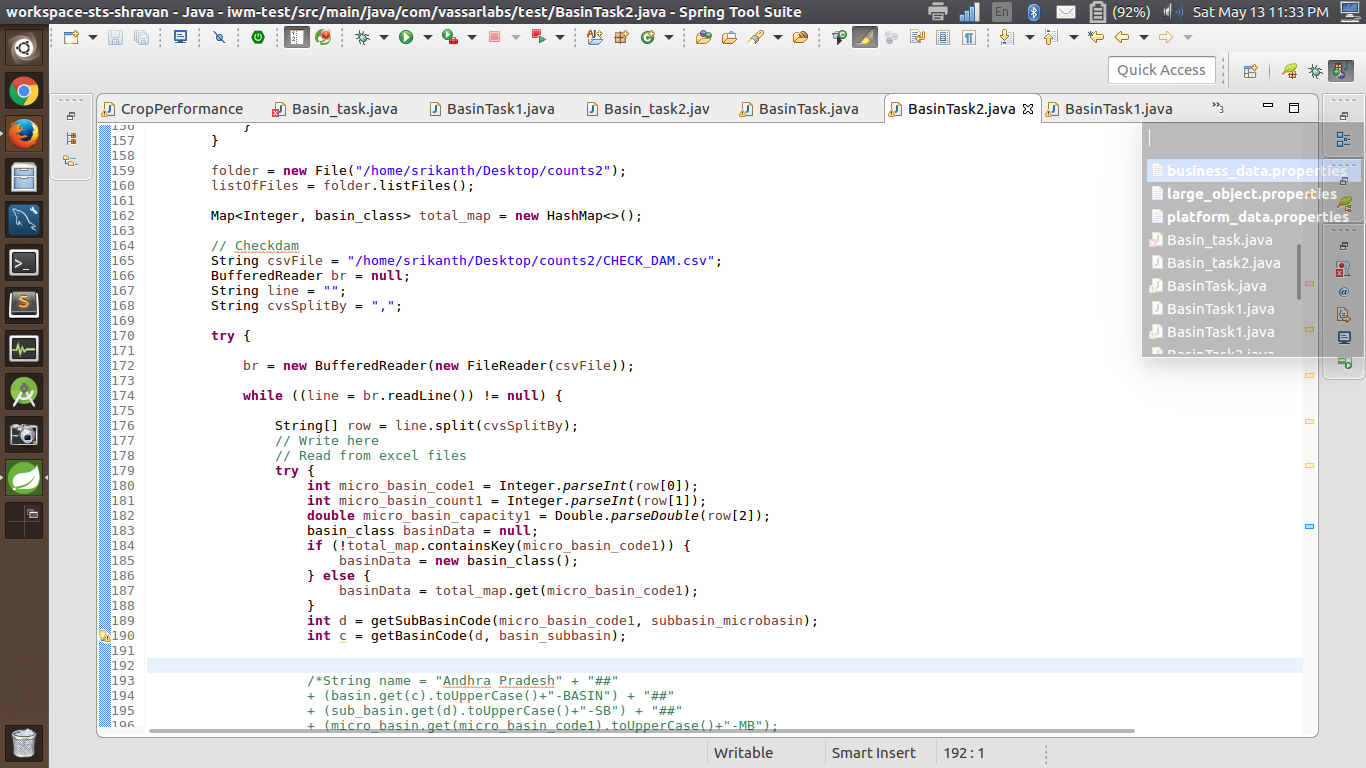 workspace-sts-shravan - Java - iwm-test/src/main/java/com/vassarlabs/test/BasinTask2.java - Spring Tool Suite
En (92%) Sat May 13 11:33 PM
Quick Access
CropPerformance Basin_task.java BasinTask1.java Basin_task2.jav BasinTask.java BasinTask2.java BasinTask1.java »3
business_data.properties
large_object.properties
platform_data.properties
Basin_task.java
Basin_task2.java
BasinTask.java
BasinTask1.java
BasinTask1.java
BasinTask2.java
156 }
157 }
158
159 folder = new File("/home/srikanth/Desktop/counts2");
160 listOfFiles = folder.listFiles();
161
162 Map<Integer, basin_class> total_map = new HashMap<>();
163
164 // Checkdam
165 String csvFile = "/home/srikanth/Desktop/counts2/CHECK_DAM.csv";
166 BufferedReader br = null;
167 String line = "";
168 String cvsSplitBy = ",";
169
170 try {
171
172 br = new BufferedReader(new FileReader(csvFile));
173
174 while ((line = br.readLine()) != null) {
175
176 String[] row = line.split(cvsSplitBy);
177 // Write here
178 // Read from excel files
179 try {
180 int micro_basin_code1 = Integer.parseInt(row[0]);
181 int micro_basin_count1 = Integer.parseInt(row[1]);
182 double micro_basin_capacity1 = Double.parseDouble(row[2]);
183 basin_class basinData = null;
184 if (!total_map.containsKey(micro_basin_code1)) {
185 basinData = new basin_class();
186 } else {
187 basinData = total_map.get(micro_basin_code1);
188 }
189 int d = getSubBasinCode(micro_basin_code1, subbasin_microbasin);
190 int c = getBasinCode(d, basin_subbasin);
191
192
193 /*String name = "Andhra Pradesh" + "##"
194 + (basin.get(c).toUpperCase()+"-BASIN") + "##"
195 + (sub_basin.get(d).toUpperCase()+"-SB") + "##"
196 + (micro_basin.get(micro_basin_code1).toUpperCase()+"-MB");
Writable Smart Insert 192 : 1